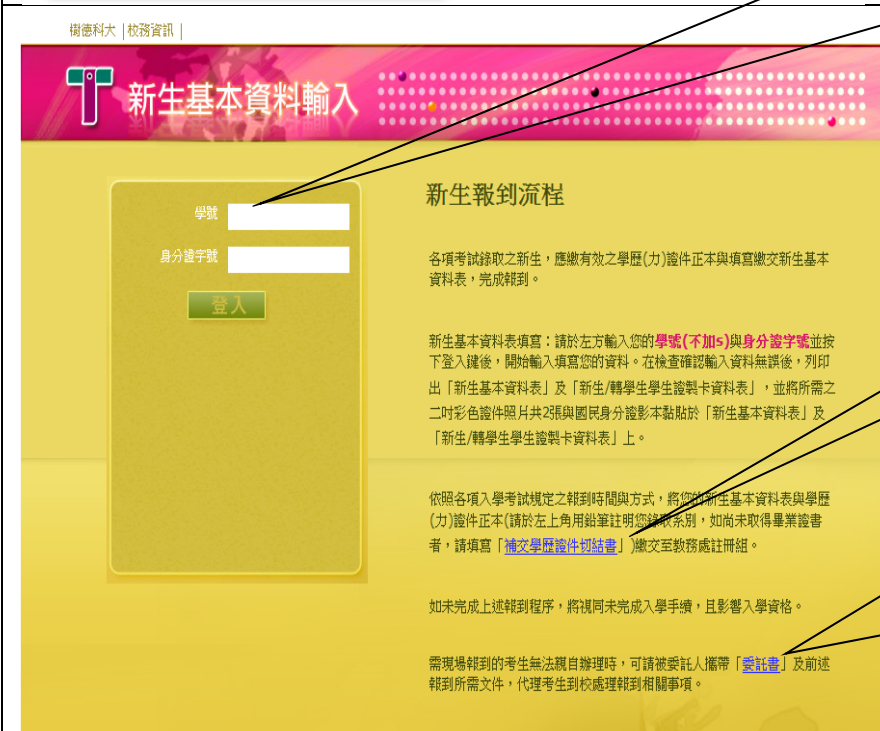 樹德科大 | 校務資訊 |
新生基本資料輸入
學號
身分證字號
登入
新生報到流程
各項考試錄取之新生，應繳有效之學歷(力)證件正本與填寫繳交新生基本
資料表，完成報到。
新生基本資料表填寫：請於左方輸入您的學號(不加s)與身分證字號並按
下登入鍵後，開始輸入填寫您的資料。在檢查確認輸入資料無誤後，列印
出「新生基本資料表」及「新生/轉學生學生證製卡資料表」，並將所需之
二吋彩色證件照片共2張與國民身分證影本黏貼於「新生基本資料表」及
「新生/轉學生學生證製卡資料表」上。
依照各項入學考試規定之報到時間與方式，將您的新生基本資料表與學歷
(力)證件正本(請於左上角用鉛筆註明您錄取系別，如尚未取得畢業證書
者，請填寫「補交學歷證件切結書」)繳交至教務處註冊組。
如未完成上述報到程序，將視同未完成入學手續，且影響入學資格。
需現場報到的考生無法親自辦理時，可請被委託人攜帶「委託書」及前述
報到所需文件，代理考生到校處理報到相關事項。